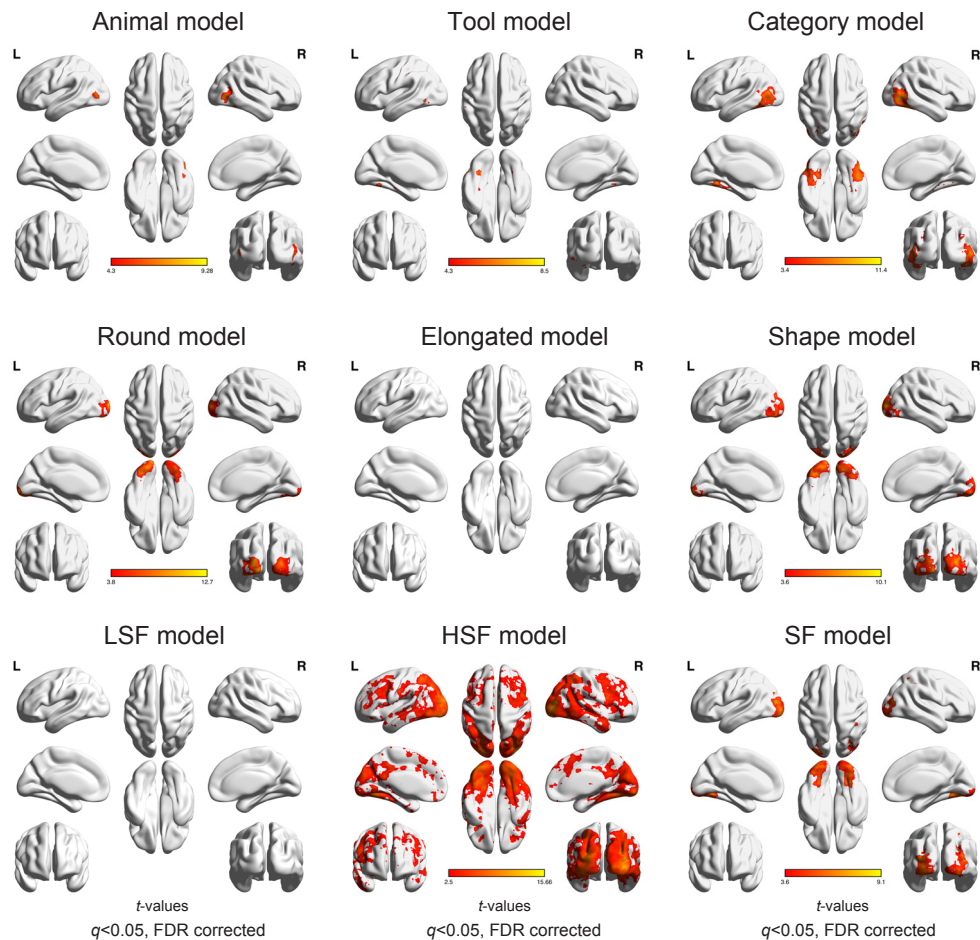 Animal model
Tool model
Category model
L R
L R
L R
4.3 9.28
4.3 8.5
3.4 11.4
Round model
Elongated model
Shape model
L R
L R
L R
3.8 12.7
3.6 10.1
LSF model
HSF model
SF model
L R
L R
L R
2.5 15.66
3.6 9.1
t-values
t-values
t-values
q<0.05, FDR corrected
q<0.05, FDR corrected
q<0.05, FDR corrected